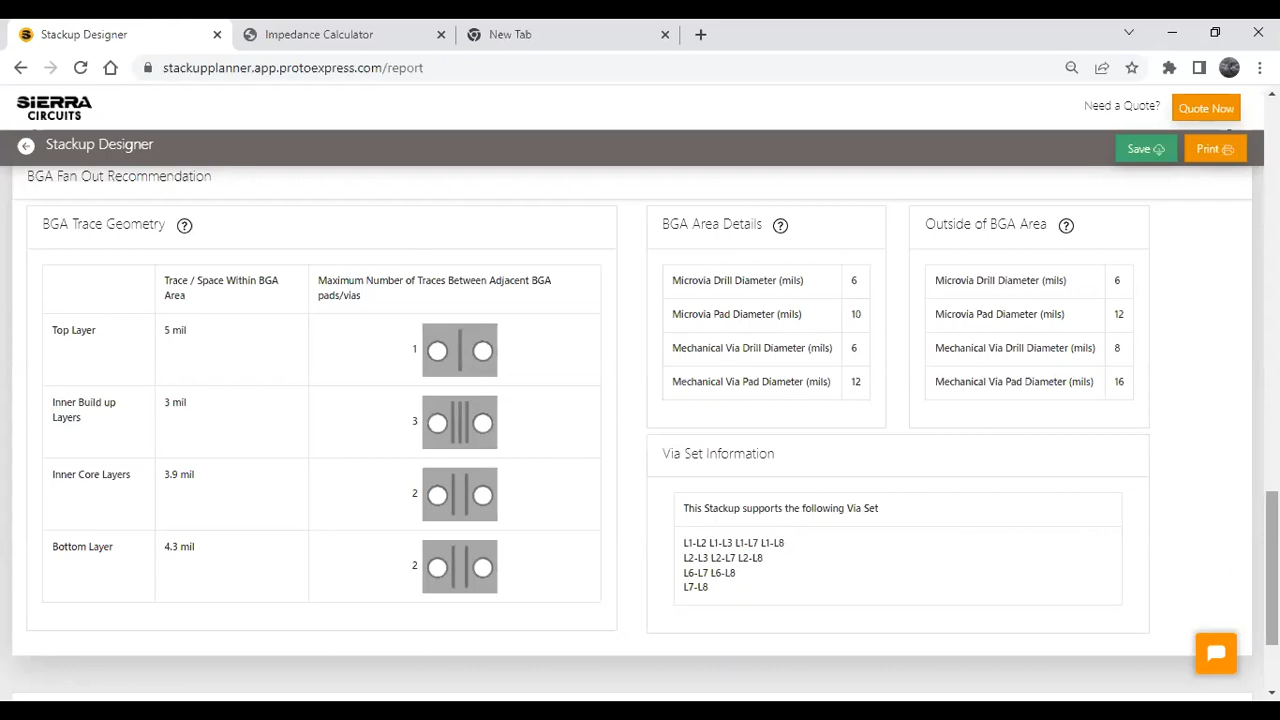 Stackup Designer
Impedance Calculator
New Tab
stackupplanner.app.protoexpress.com/report
SIERRA
CIRCUITS
Need a Quote?
Quote Now
Stackup Designer
Save
Print
BGA Fan Out Recommendation
BGA Trace Geometry ?
Trace / Space Within BGA
Area
Maximum Number of Traces Between Adjacent BGA
pads/vias
Top Layer
5 mil
1
Inner Build up
Layers
3 mil
3
Inner Core Layers
3.9 mil
2
Bottom Layer
4.3 mil
2
BGA Area Details ?
Microvia Drill Diameter (mils) 6
Microvia Pad Diameter (mils) 10
Mechanical Via Drill Diameter (mils) 6
Mechanical Via Pad Diameter (mils) 12
Outside of BGA Area ?
Microvia Drill Diameter (mils) 6
Microvia Pad Diameter (mils) 12
Mechanical Via Drill Diameter (mils) 8
Mechanical Via Pad Diameter (mils) 16
Via Set Information
This Stackup supports the following Via Set
L1-L2 L1-L3 L1-L7 L1-L8
L2-L3 L2-L7 L2-L8
L6-L7 L6-L8
L7-L8